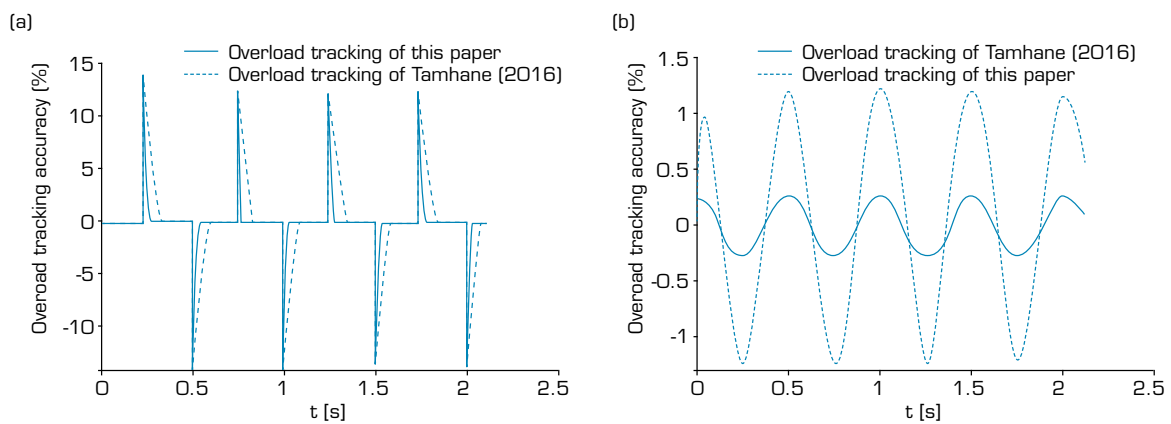 (a)
Overload tracking of this paper
Overload tracking of Tamhane (2016)
Overoad tracking accuracy (%)
15
10
5
0
-5
-10
0
0.5
1
1.5
2
2.5
t [s]
(b)
Overload tracking of Tamhane (2016)
Overload tracking of this paper
Overoad tracking accuracy (%)
1.5
1
0.5
0
-0.5
-1
0
0.5
1
1.5
2
2.5
t [s]